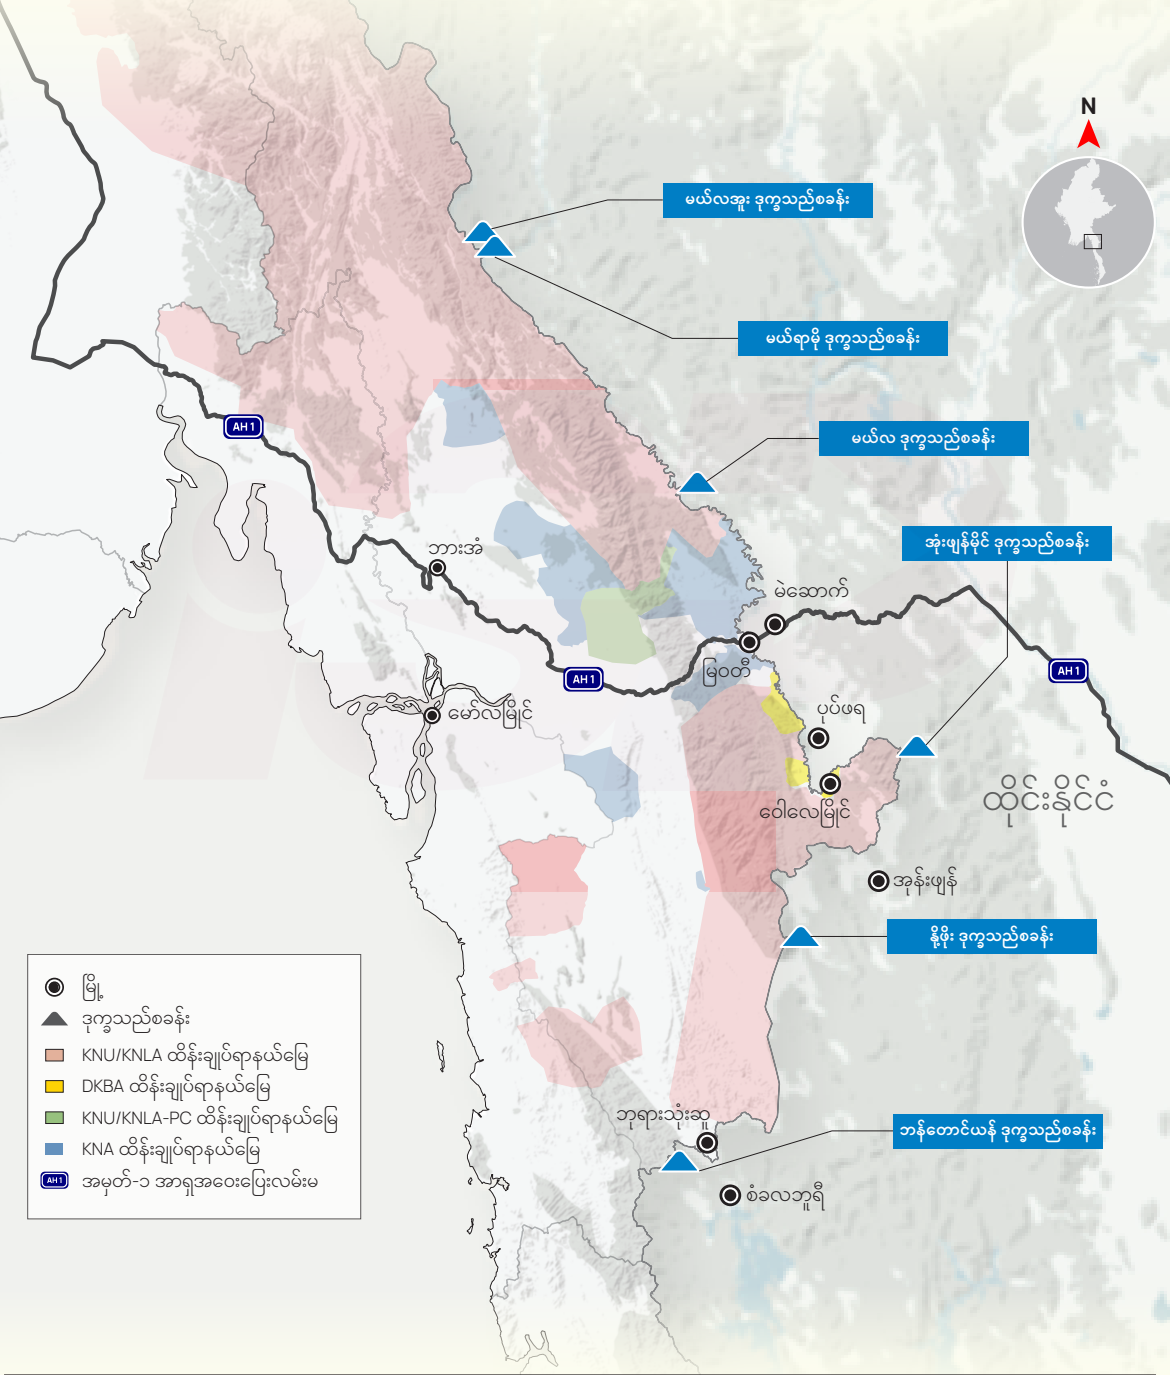 N
မယ်လအူး ဒုက္ခသည်စခန်း
မယ်ရာမို ဒုက္ခသည်စခန်း
AH 1
မယ်လ ဒုက္ခသည်စခန်း
အုံးဖျန်မိုင် ဒုက္ခသည်စခန်း
ဘားအံ
မဲဆောက်
မြဝတီ
AH 1
AH 1
မော်လမြိုင်
ပုပ်ဖရ
ထိုင်းနိုင်ငံ
ဝေါလေမြိုင်
အုန်းဖျန်
နို့ဖိုး ဒုက္ခသည်စခန်း
မြို့
ဒုက္ခသည်စခန်း
KNU/KNLA ထိန်းချုပ်ရာနယ်မြေ
DKBA ထိန်းချုပ်ရာနယ်မြေ
KNU/KNLA-PC ထိန်းချုပ်ရာနယ်မြေ
KNA ထိန်းချုပ်ရာနယ်မြေ
AH1 အမှတ်-၁ အာရှအဝေးပြေးလမ်းမ
ဘုရားသုံးဆူ
ဘန်တောင်ယန် ဒုက္ခသည်စခန်း
စံခလဘူရီ